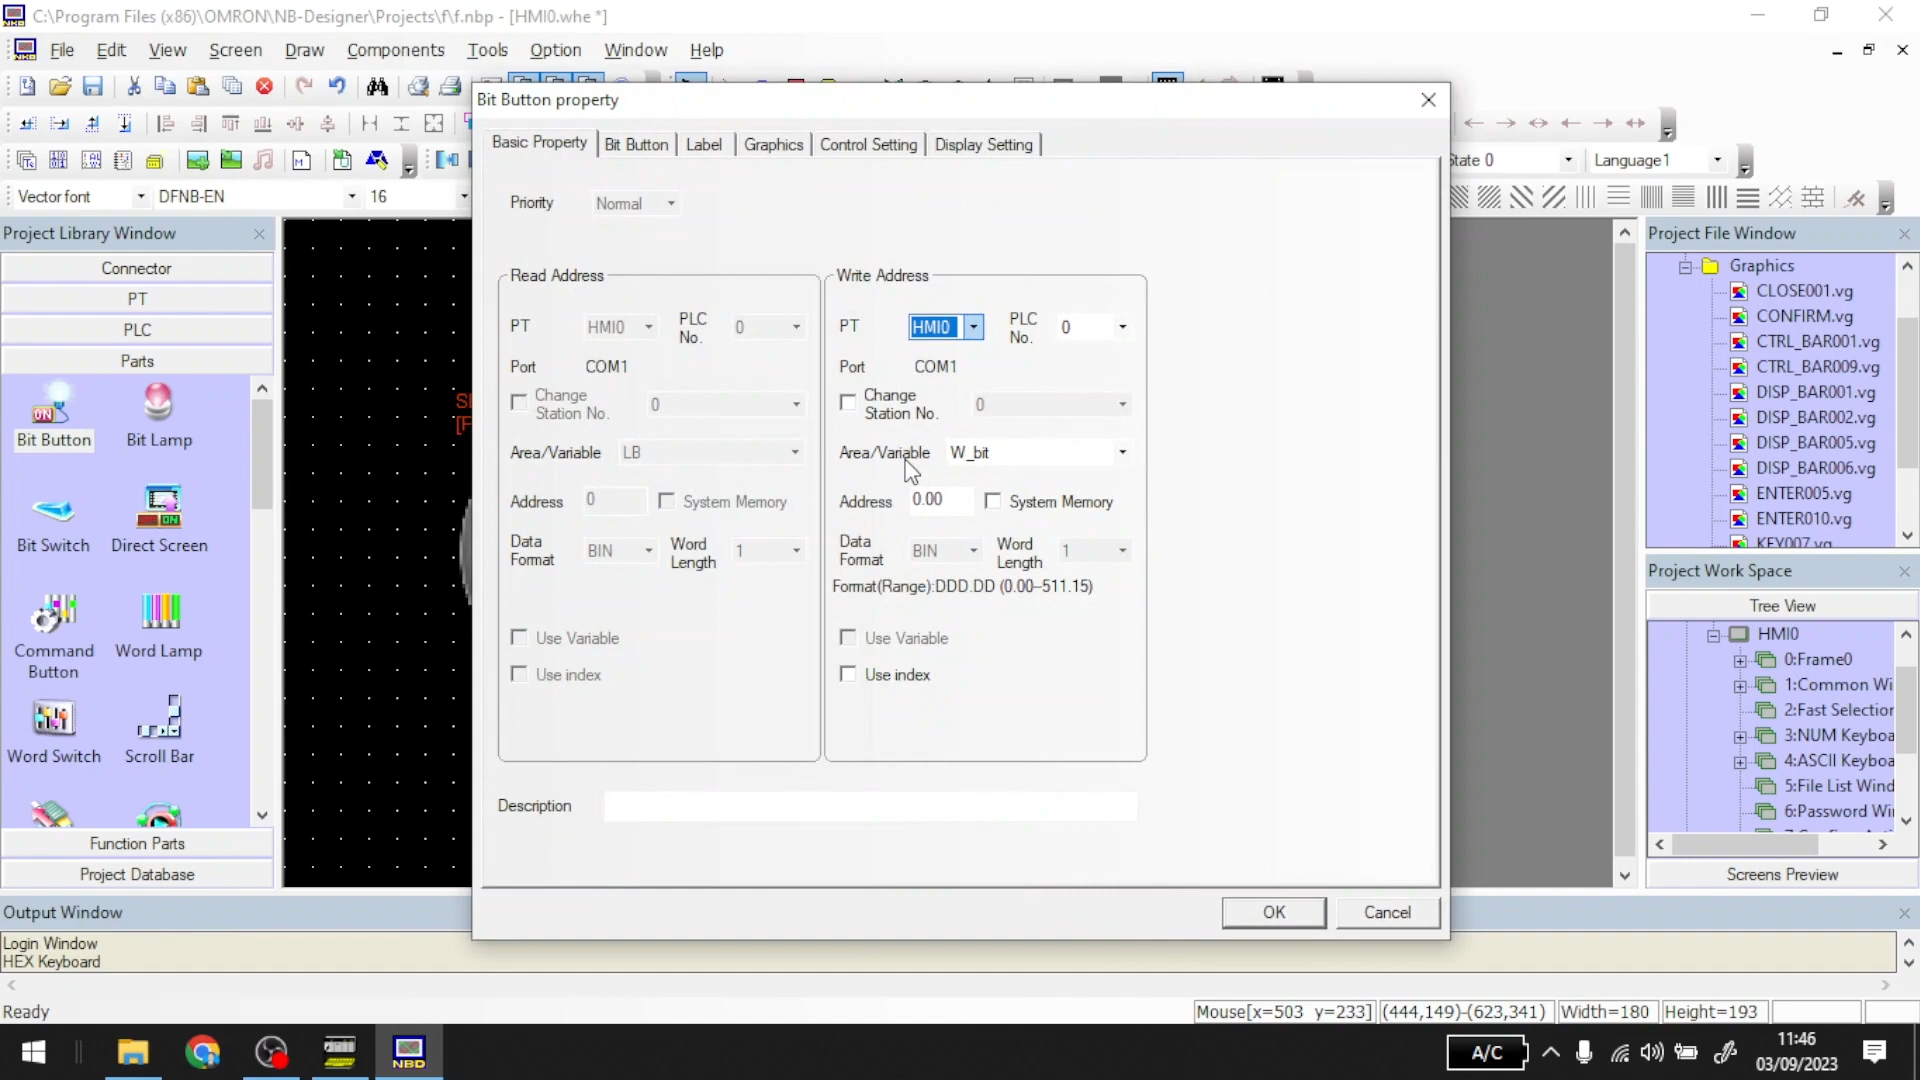 C:\Program Files (x86)\OMRON\NB-Designer\Projects\f\f.nbp - [HMI0.whe *]
File Edit View Screen Draw Components Tools Option Window Help
Bit Button property
Basic Property Bit Button Label Graphics Control Setting Display Setting
State 0 Language1
Vector font DFNB-EN 16
Priority Normal
Project Library Window
Connector
PT
PLC
Parts
Bit Button Bit Lamp
Bit Switch Direct Screen
Command Button Word Lamp
Word Switch Scroll Bar
Function Parts
Project Database
Read Address
PT HMI0 PLC No. 0
Port COM1
Change Station No. 0
Area/Variable LB
Address 0 System Memory
Data Format BIN Word Length 1
Use Variable
Use index
Write Address
PT HMI0 PLC No. 0
Port COM1
Change Station No. 0
Area/Variable W_bit
Address 0.00 System Memory
Data Format BIN Word Length 1
Format(Range):DDD.DD (0.00–511.15)
Use Variable
Use index
Description
OK Cancel
Project File Window
Graphics
CLOSE001.vg
CONFIRM.vg
CTRL_BAR001.vg
CTRL_BAR009.vg
DISP_BAR001.vg
DISP_BAR002.vg
DISP_BAR005.vg
DISP_BAR006.vg
ENTER005.vg
ENTER010.vg
KEY007.vg
Project Work Space
Tree View
HMI0
0:Frame0
1:Common Wi
2:Fast Selection
3:NUM Keyboa
4:ASCII Keyboa
5:File List Wind
6:Password Wi
Screens Preview
Output Window
Login Window
HEX Keyboard
Ready Mouse[x=503 y=233] (444,149)-(623,341) Width=180 Height=193
NBD A/C 11:46
03/09/2023